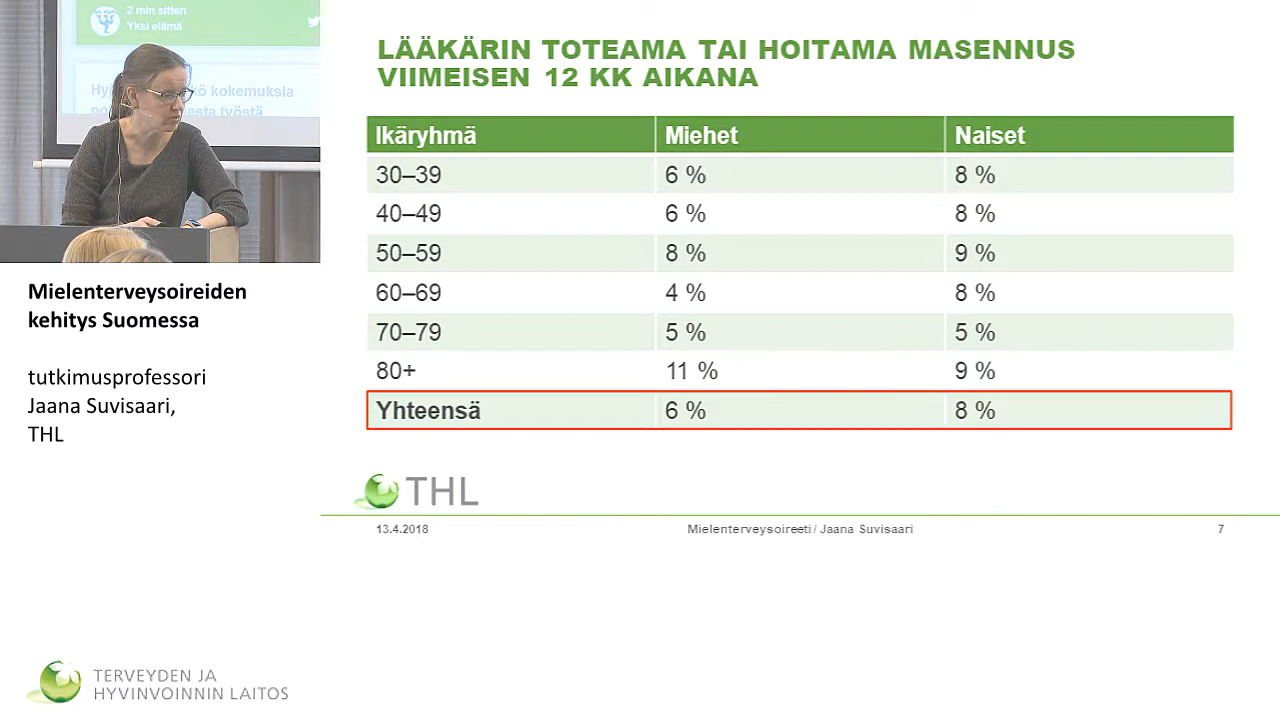 2 min sitten
Yksi elämä
kokemuksia
LÄÄKÄRIN TOTEAMA TAI HOITAMA MASENNUS
VIIMEISEN 12 KK AIKANA
Ikäryhmä Miehet Naiset
30–39 6 % 8 %
40–49 6 % 8 %
50–59 8 % 9 %
60–69 4 % 8 %
70–79 5 % 5 %
80+ 11 % 9 %
Yhteensä 6 % 8 %
Mielenterveysoireiden
kehitys Suomessa
tutkimusprofessori
Jaana Suvisaari,
THL
THL
13.4.2018 Mielenterveysoireeti / Jaana Suvisaari 7
TERVEYDEN JA
HYVINVOINNIN LAITOS